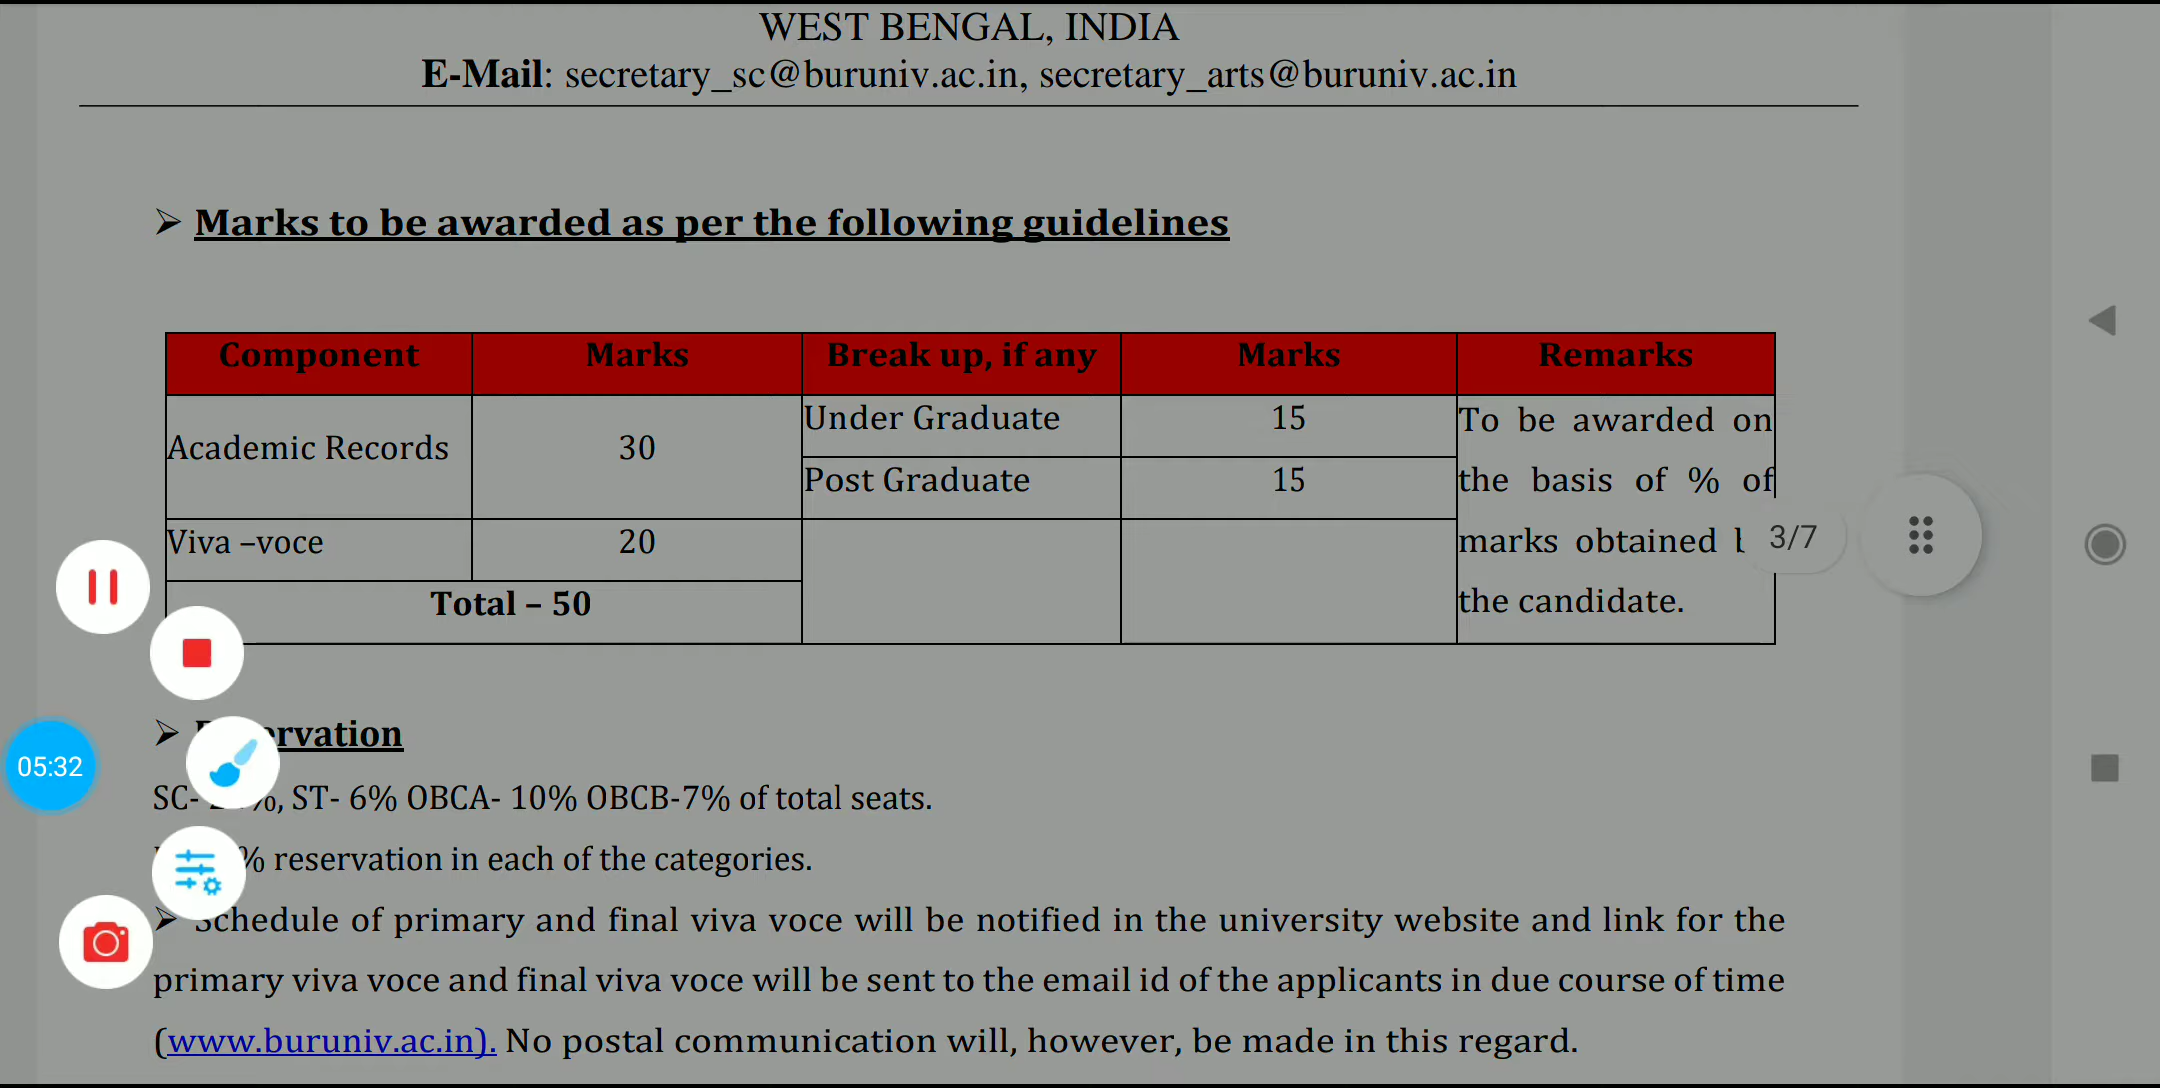 WEST BENGAL, INDIA
E-Mail: secretary_sc@buruniv.ac.in, secretary_arts@buruniv.ac.in
➢ Marks to be awarded as per the following guidelines
Component Marks Break up, if any Marks Remarks
Academic Records 30 Under Graduate 15 To be awarded on
Post Graduate 15 the basis of % of
Viva –voce 20 marks obtained
Total – 50 the candidate.
3/7
05:32
SC- %, ST- 6% OBCA- 10% OBCB-7% of total seats.
% reservation in each of the categories.
➢ Schedule of primary and final viva voce will be notified in the university website and link for the
primary viva voce and final viva voce will be sent to the email id of the applicants in due course of time
(www.buruniv.ac.in). No postal communication will, however, be made in this regard.